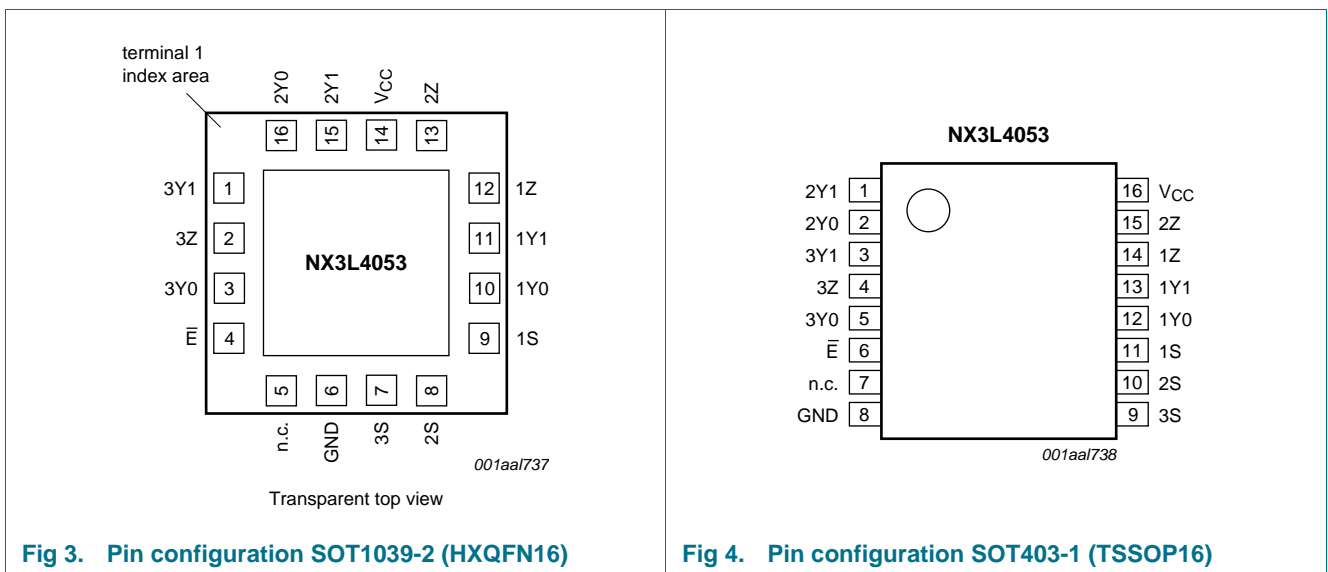 terminal 1
index area
2Y0
2Y1
VCC
2Z
16
15
14
13
3Y1 1
12 1Z
3Z 2
11 1Y1
NX3L4053
3Y0 3
10 1Y0
E̅ 4
9 1S
5
6
7
8
n.c.
GND
3S
2S
001aal737
Transparent top view
Fig 3. Pin configuration SOT1039-2 (HXQFN16)
NX3L4053
2Y1 1
16 VCC
2Y0 2
15 2Z
3Y1 3
14 1Z
3Z 4
13 1Y1
3Y0 5
12 1Y0
E̅ 6
11 1S
n.c. 7
10 2S
GND 8
9 3S
001aal738
Fig 4. Pin configuration SOT403-1 (TSSOP16)